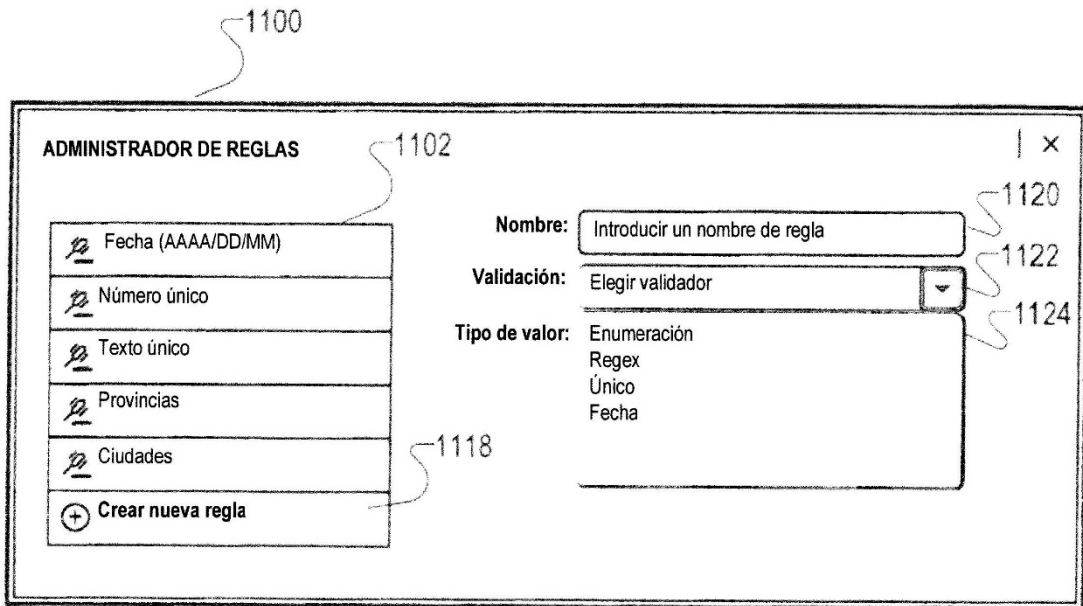 1100
ADMINISTRADOR DE REGLAS
1102
Fecha (AAAA/DD/MM)
Número único
Texto único
Provincias
Ciudades
Crear nueva regla
1118
Nombre:
Introducir un nombre de regla
1120
Validación:
Elegir validador
1122
Tipo de valor:
Enumeración
Regex
Único
Fecha
1124